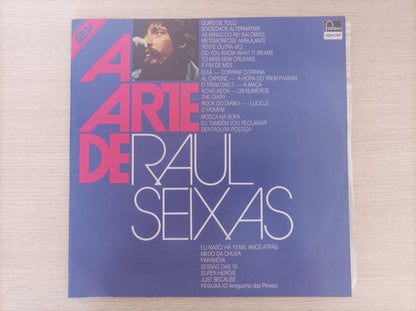 A
ARTE
DE
RAUL
SEIXAS
OURO DE TOLO
SOCIEDADE ALTERNATIVA
AS MINAS DO REI SALOMÃO
METAMORFOSE AMBULANTE
TENTE OUTRA VEZ
DO YOU KNOW WHAT IT MEANS
TO MISS NEW ORLEANS
É FIM DE MÊS
GITA — CORRINE CORRINA
AL CAPONE — A HORA DO TREM PASSAR
O TREM DAS 7 — A MAÇÃ
NOVO AEON — OS NÚMEROS
THE DIARY
ROCK DO DIABO — LUCILLE
O HOMEM
MOSCA NA SOPA
EU TAMBÉM VOU RECLAMAR
DENTADURA POSTIÇA
fontana
special
EU NASCI HÁ 10 MIL ANOS ATRÁS
MEDO DA CHUVA
PARANÓIA
SESSÃO DAS 10
SUPER-HERÓIS
JUST BECAUSE
PEIXUXA (O Amiguinho dos Peixes)